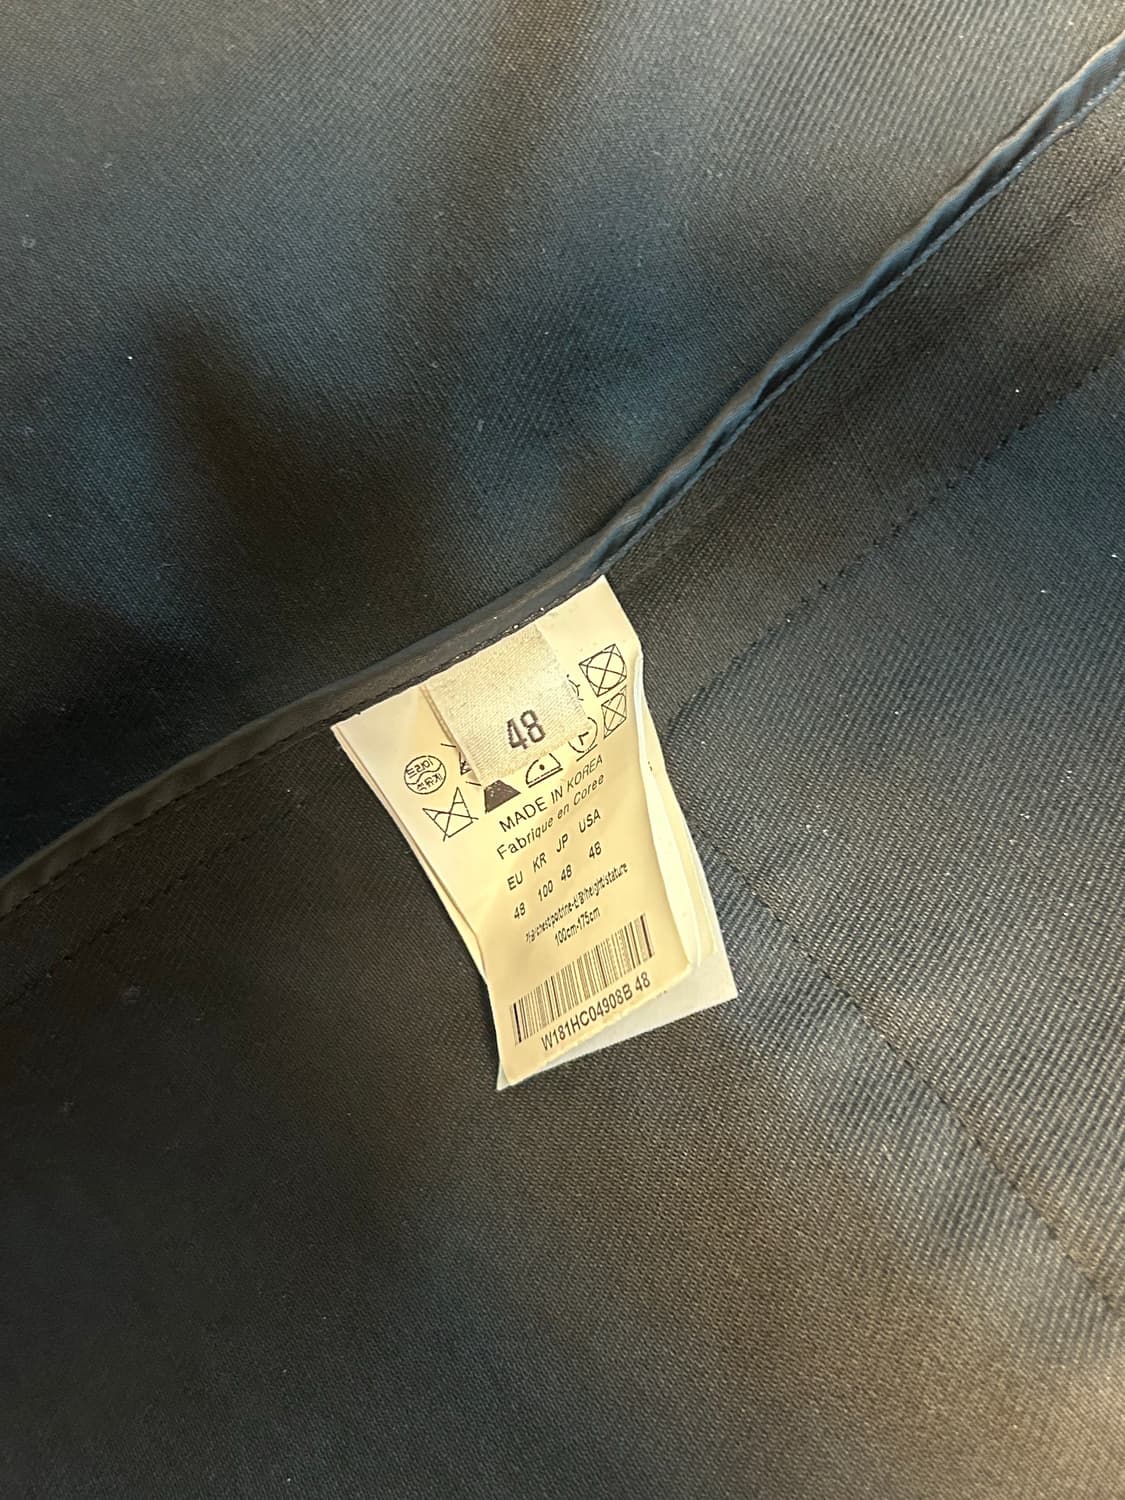 48
MADE IN KOREA
Fabrique en Coree
EU KR JP USA
48 100 48 48
100cm-175cm
W181HC04908B 48